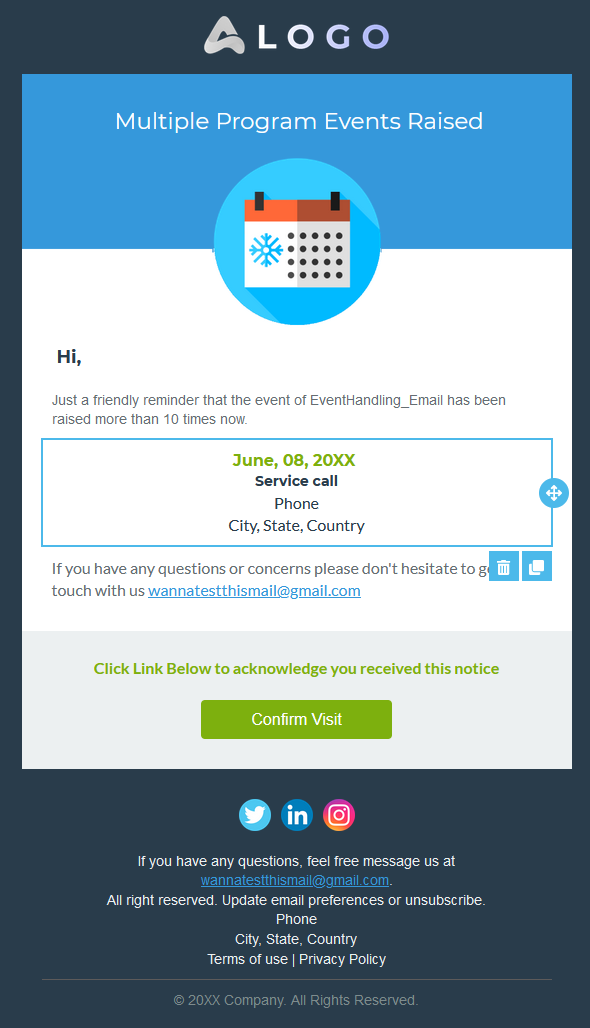 LOGO
Multiple Program Events Raised
Hi,
Just a friendly reminder that the event of EventHandling_Email has been
raised more than 10 times now.
June, 08, 20XX
Service call
Phone
City, State, Country
If you have any questions or concerns please don't hesitate to
touch with us wannatestthismail@gmail.com
Click Link Below to acknowledge you received this notice
Confirm Visit
If you have any questions, feel free message us at
wannatestthismail@gmail.com.
All right reserved. Update email preferences or unsubscribe.
Phone
City, State, Country
Terms of use | Privacy Policy
© 20XX Company. All Rights Reserved.